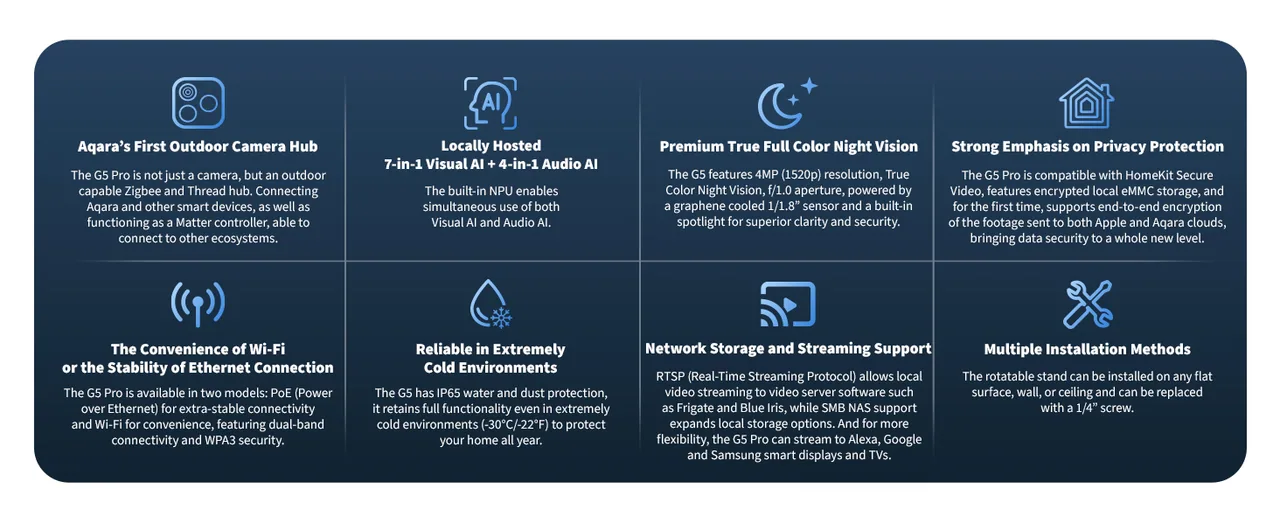 Aqara’s First Outdoor Camera Hub
The G5 Pro is not just a camera, but an outdoor
capable Zigbee and Thread hub. Connecting
Aqara and other smart devices, as well as
functioning as a Matter controller, able to
connect to other ecosystems.
AI
Locally Hosted
7-in-1 Visual AI + 4-in-1 Audio AI
The built-in NPU enables
simultaneous use of both
Visual AI and Audio AI.
Premium True Full Color Night Vision
The G5 features 4MP (1520p) resolution, True
Color Night Vision, f/1.0 aperture, powered by
a graphene cooled 1/1.8” sensor and a built-in
spotlight for superior clarity and security.
Strong Emphasis on Privacy Protection
The G5 Pro is compatible with HomeKit Secure
Video, features encrypted local eMMC storage, and
for the first time, supports end-to-end encryption
of the footage sent to both Apple and Aqara clouds,
bringing data security to a whole new level.
The Convenience of Wi-Fi
or the Stability of Ethernet Connection
The G5 Pro is available in two models: PoE (Power
over Ethernet) for extra-stable connectivity
and Wi-Fi for convenience, featuring dual-band
connectivity and WPA3 security.
Reliable in Extremely
Cold Environments
The G5 has IP65 water and dust protection,
it retains full functionality even in extremely
cold environments (-30°C/-22°F) to protect
your home all year.
Network Storage and Streaming Support
RTSP (Real-Time Streaming Protocol) allows local
video streaming to video server software such
as Frigate and Blue Iris, while SMB NAS support
expands local storage options. And for more
flexibility, the G5 Pro can stream to Alexa, Google
and Samsung smart displays and TVs.
Multiple Installation Methods
The rotatable stand can be installed on any flat
surface, wall, or ceiling and can be replaced
with a 1/4” screw.